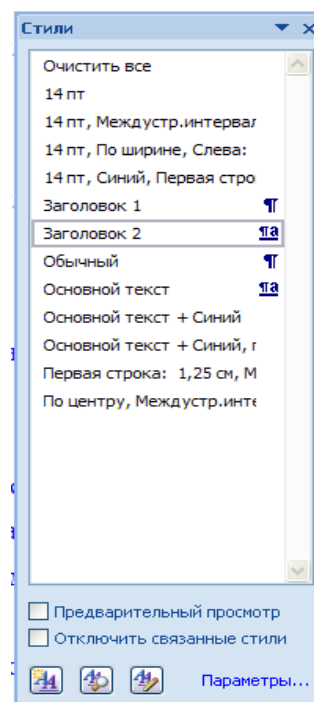 Стили
Очистить все
14 пт
14 пт, Междустр.интервал
14 пт, По ширине, Слева:
14 пт, Синий, Первая стро
Заголовок 1
Заголовок 2
Обычный
Основной текст
Основной текст + Синий
Основной текст + Синий, г
Первая строка: 1,25 см, М
По центру, Междустр.инте
Предварительный просмотр
Отключить связанные стили
Параметры...